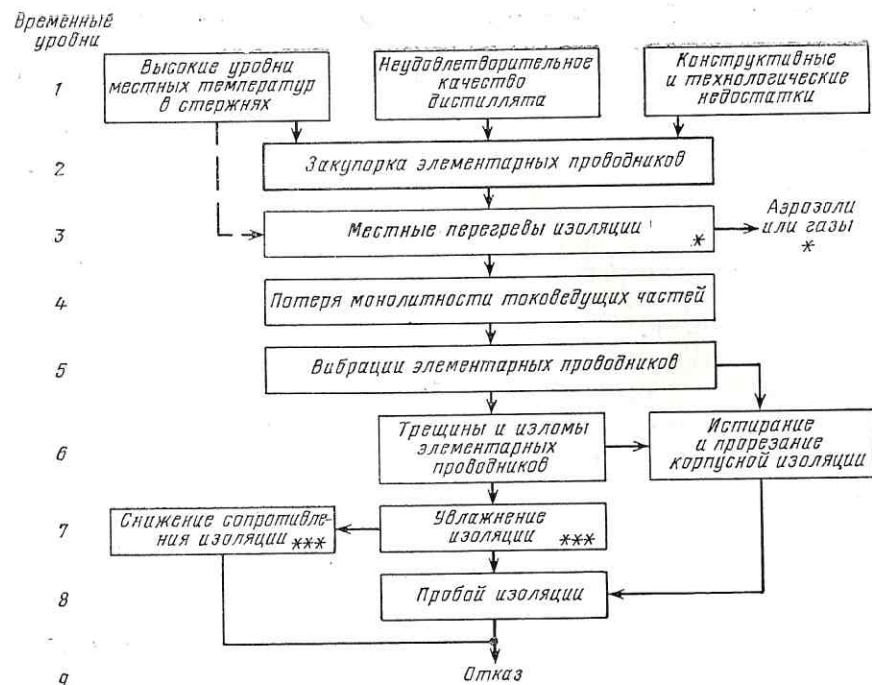 Временные
уровни
1
Высокие уровни
местных температур
в стержнях
Неудовлетворительное
качество
дистиллята
Конструктивные
и технологические
недостатки
2
Закупорка элементарных проводников
3
Местные перегревы изоляции
*
Аэрозоли
или газы
*
4
Потеря монолитности токоведущих частей
5
Вибрации элементарных проводников
6
Трещины и изломы
элементарных
проводников
Истирание
и прорезание
корпусной изоляции
7
Снижение сопротивле-
ния изоляции ***
Увлажнение
изоляции ***
8
Пробой изоляции
9
Отказ